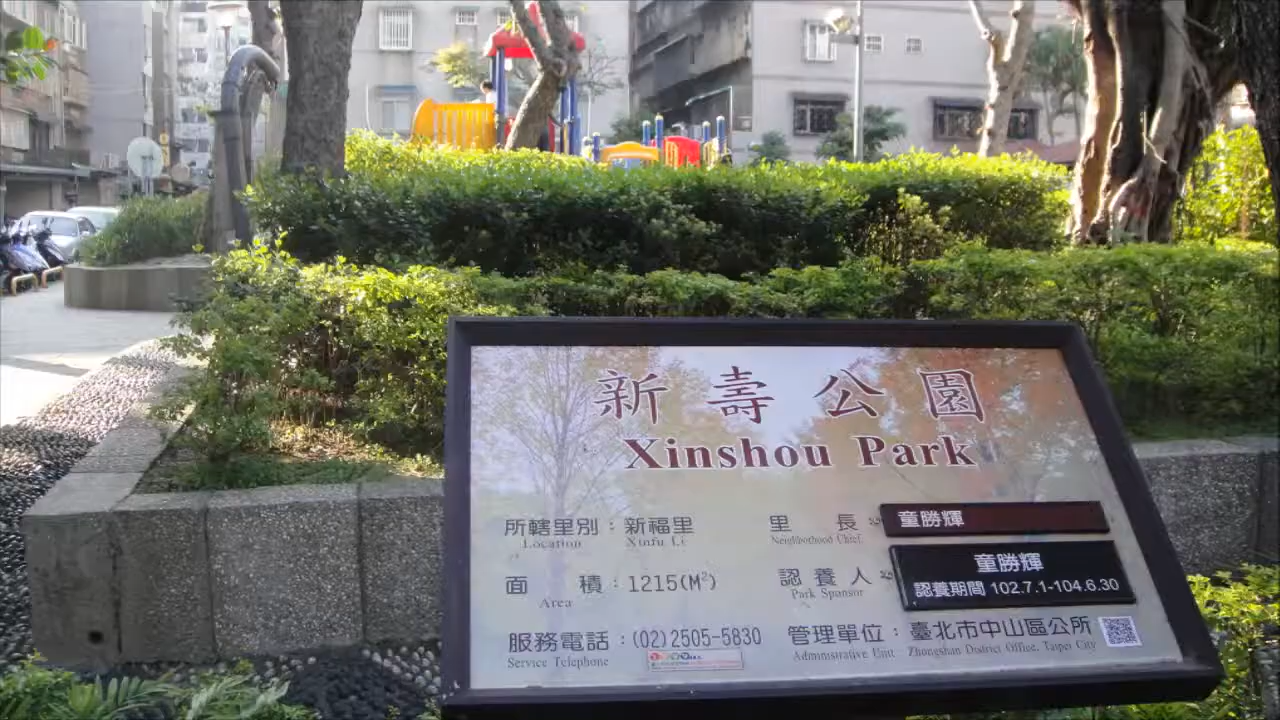 新壽公園
Xinshou Park
所轄里別：新福里
Location Xinfu Li
里長 童勝輝
Neighborhood Chief
面積：1215(M²)
Area
認養人 童勝輝
Park Sponsor 認養期間 102.7.1-104.6.30
服務電話：(02)2505-5830
Service Telephone
管理單位：臺北市中山區公所
Administrative Unit Zhongshan District Office, Taipei City